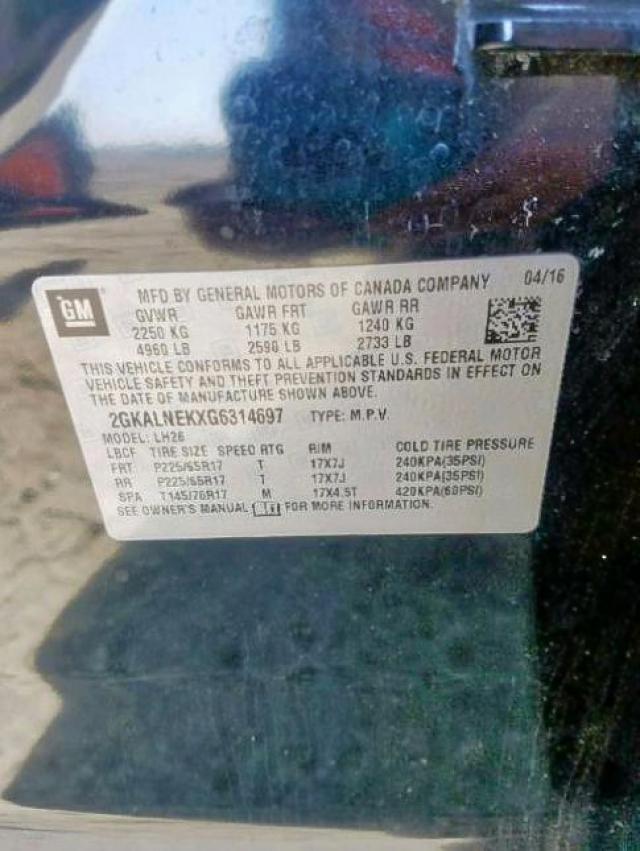 GM
MFD BY GENERAL MOTORS OF CANADA COMPANY 04/16
GVWR GAWR FRT GAWR RR
2250 KG 1175 KG 1240 KG
4960 LB 2590 LB 2733 LB
THIS VEHICLE CONFORMS TO ALL APPLICABLE U.S. FEDERAL MOTOR
VEHICLE SAFETY AND THEFT PREVENTION STANDARDS IN EFFECT ON
THE DATE OF MANUFACTURE SHOWN ABOVE.
2GKALNEKXG6314697 TYPE: M.P.V.
MODEL: LH26
LBCF TIRE SIZE SPEED RTG RIM COLD TIRE PRESSURE
FRT P225/65R17 T 17X7J 240KPA(35PSI)
RR P225/65R17 T 17X7J 240KPA(35PSI)
SPA T145/70R17 M 17X4.5T 420KPA(60PSI)
SEE OWNER'S MANUAL FOR MORE INFORMATION.